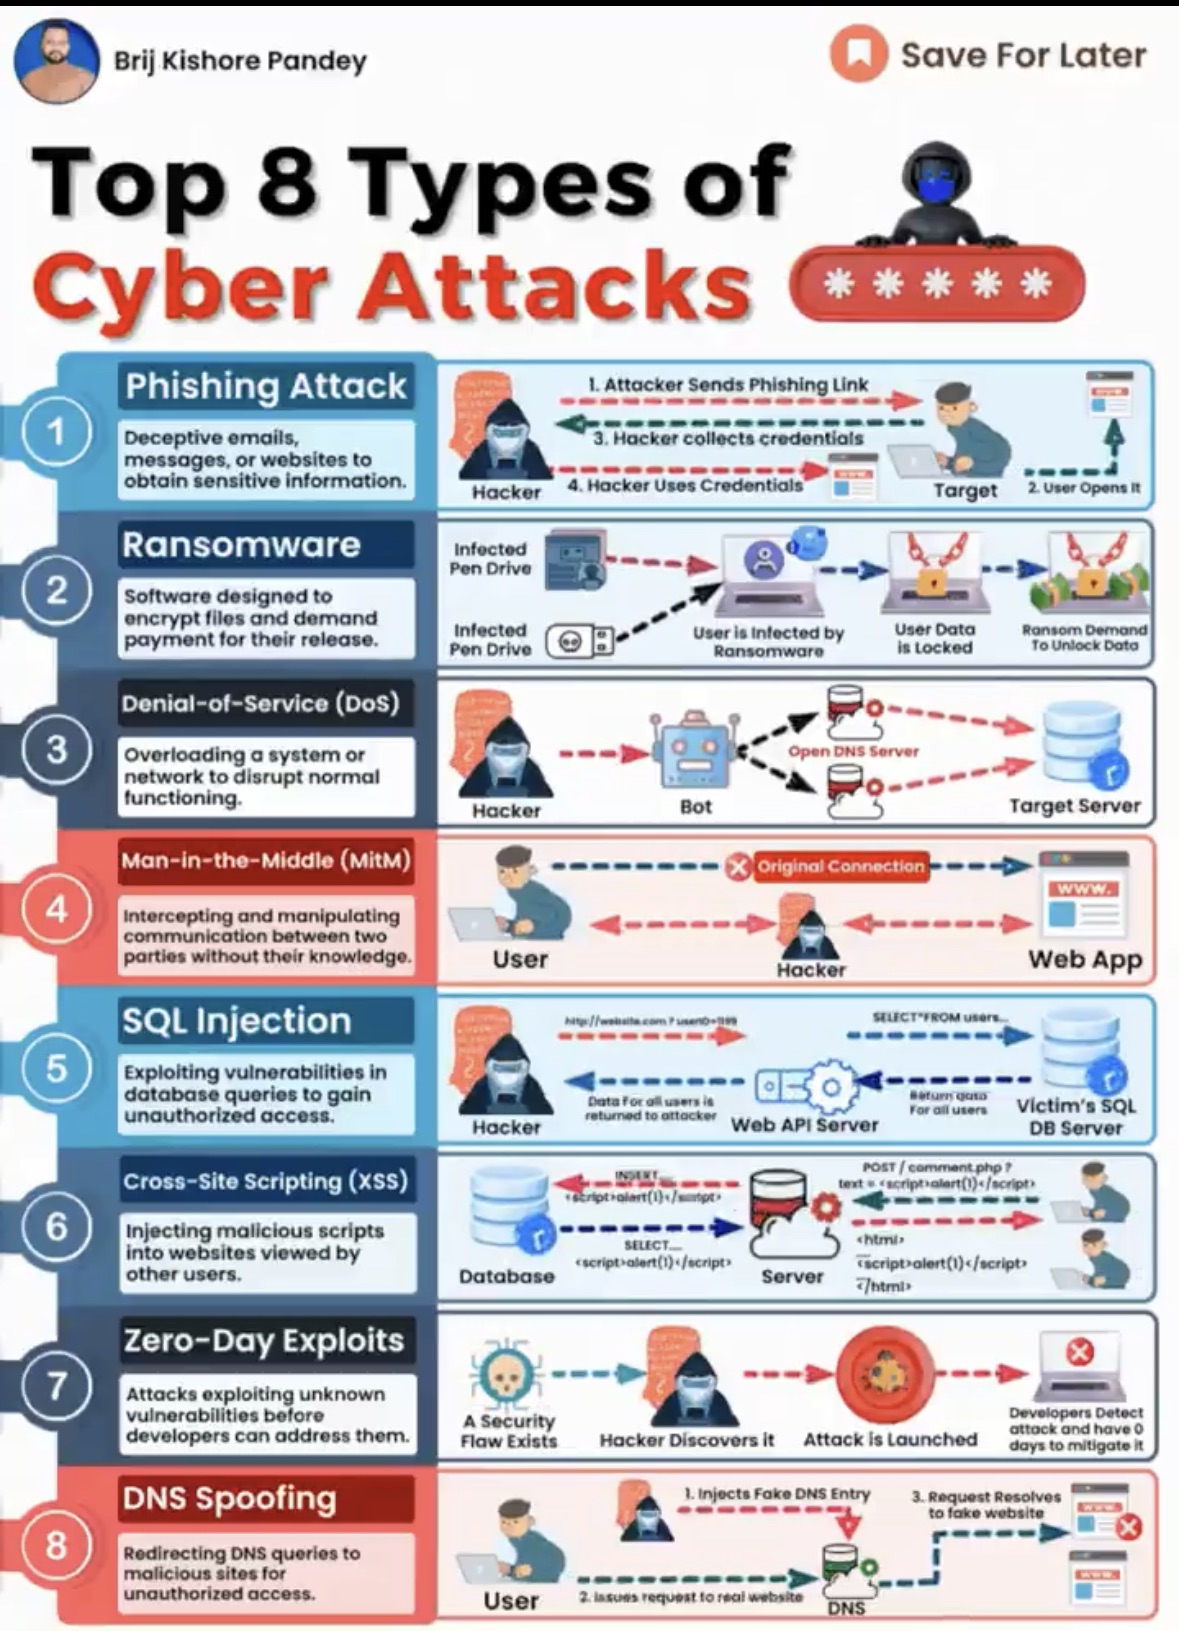 Brij Kishore Pandey
Save For Later
Top 8 Types of
Cyber Attacks
1
Phishing Attack
Deceptive emails,
messages, or websites to
obtain sensitive information.
1. Attacker Sends Phishing Link
3. Hacker collects credentials
4. Hacker Uses Credentials
Hacker
Target
2. User Opens It
www.
www.
2
Ransomware
Software designed to
encrypt files and demand
payment for their release.
Infected
Pen Drive
Infected
Pen Drive
User is Infected by
Ransomware
User Data
is Locked
Ransom Demand
To Unlock Data
3
Denial-of-Service (DoS)
Overloading a system or
network to disrupt normal
functioning.
Hacker
Bot
Open DNS Server
Target Server
4
Man-in-the-Middle (MitM)
Intercepting and manipulating
communication between two
parties without their knowledge.
Original Connection
www.
User
Hacker
Web App
5
SQL Injection
Exploiting vulnerabilities in
database queries to gain
unauthorized access.
http://website.com ? userID=1199
SELECT*FROM users...
Data For all users is
returned to attacker
Return data
For all users
Hacker
Web API Server
Victim's SQL
DB Server
6
Cross-Site Scripting (XSS)
Injecting malicious scripts
into websites viewed by
other users.
INSERT....
<script>alert(1)</script>
SELECT....
<script>alert(1)</script>
Database
Server
POST / comment.php ?
text = <script>alert(1)</script>
<html>
<script>alert(1)</script>
</html>
7
Zero-Day Exploits
Attacks exploiting unknown
vulnerabilities before
developers can address them.
A Security
Flaw Exists
Hacker Discovers it
Attack is Launched
Developers Detect
attack and have 0
days to mitigate it
8
DNS Spoofing
Redirecting DNS queries to
malicious sites for
unauthorized access.
1. Injects Fake DNS Entry
3. Request Resolves
to fake website
2. Issues request to real website
User
DNS
www.
www.